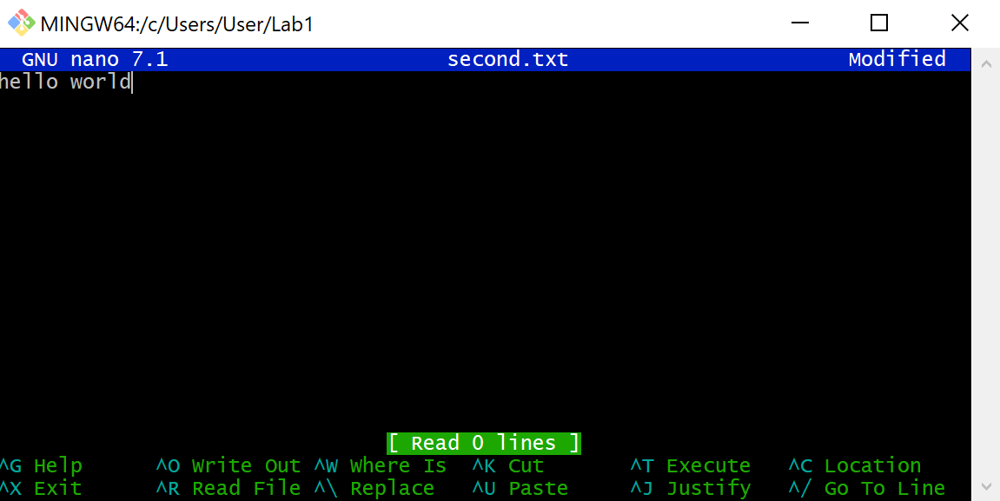 MINGW64:/c/Users/User/Lab1
GNU nano 7.1 second.txt Modified
hello world
[ Read 0 lines ]
^G Help ^O Write Out ^W Where Is ^K Cut ^T Execute ^C Location
^X Exit ^R Read File ^\ Replace ^U Paste ^J Justify ^/ Go To Line